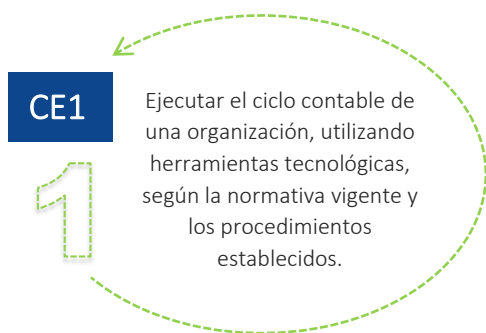 CE1
1
Ejecutar el ciclo contable de
una organización, utilizando
herramientas tecnológicas,
según la normativa vigente y
los procedimientos
establecidos.